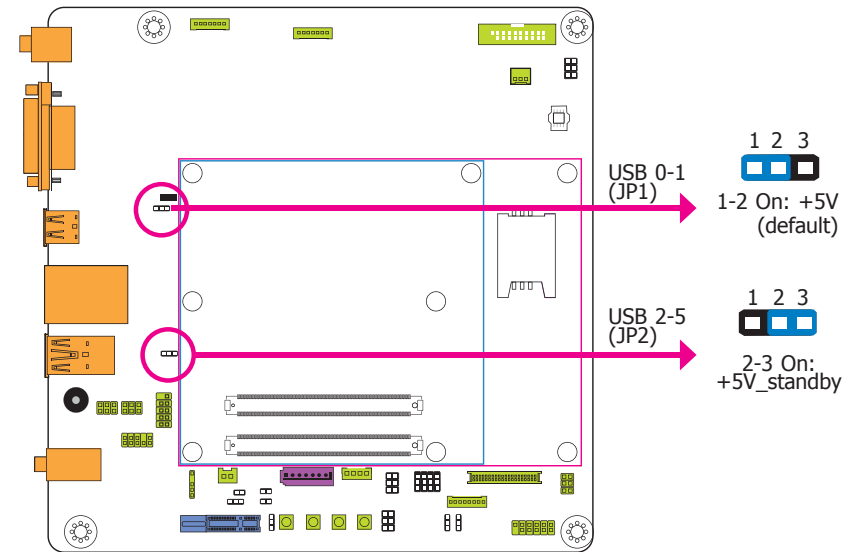 USB 0-1
(JP1)
1 2 3
1-2 On: +5V
(default)
USB 2-5
(JP2)
1 2 3
2-3 On:
+5V_standby